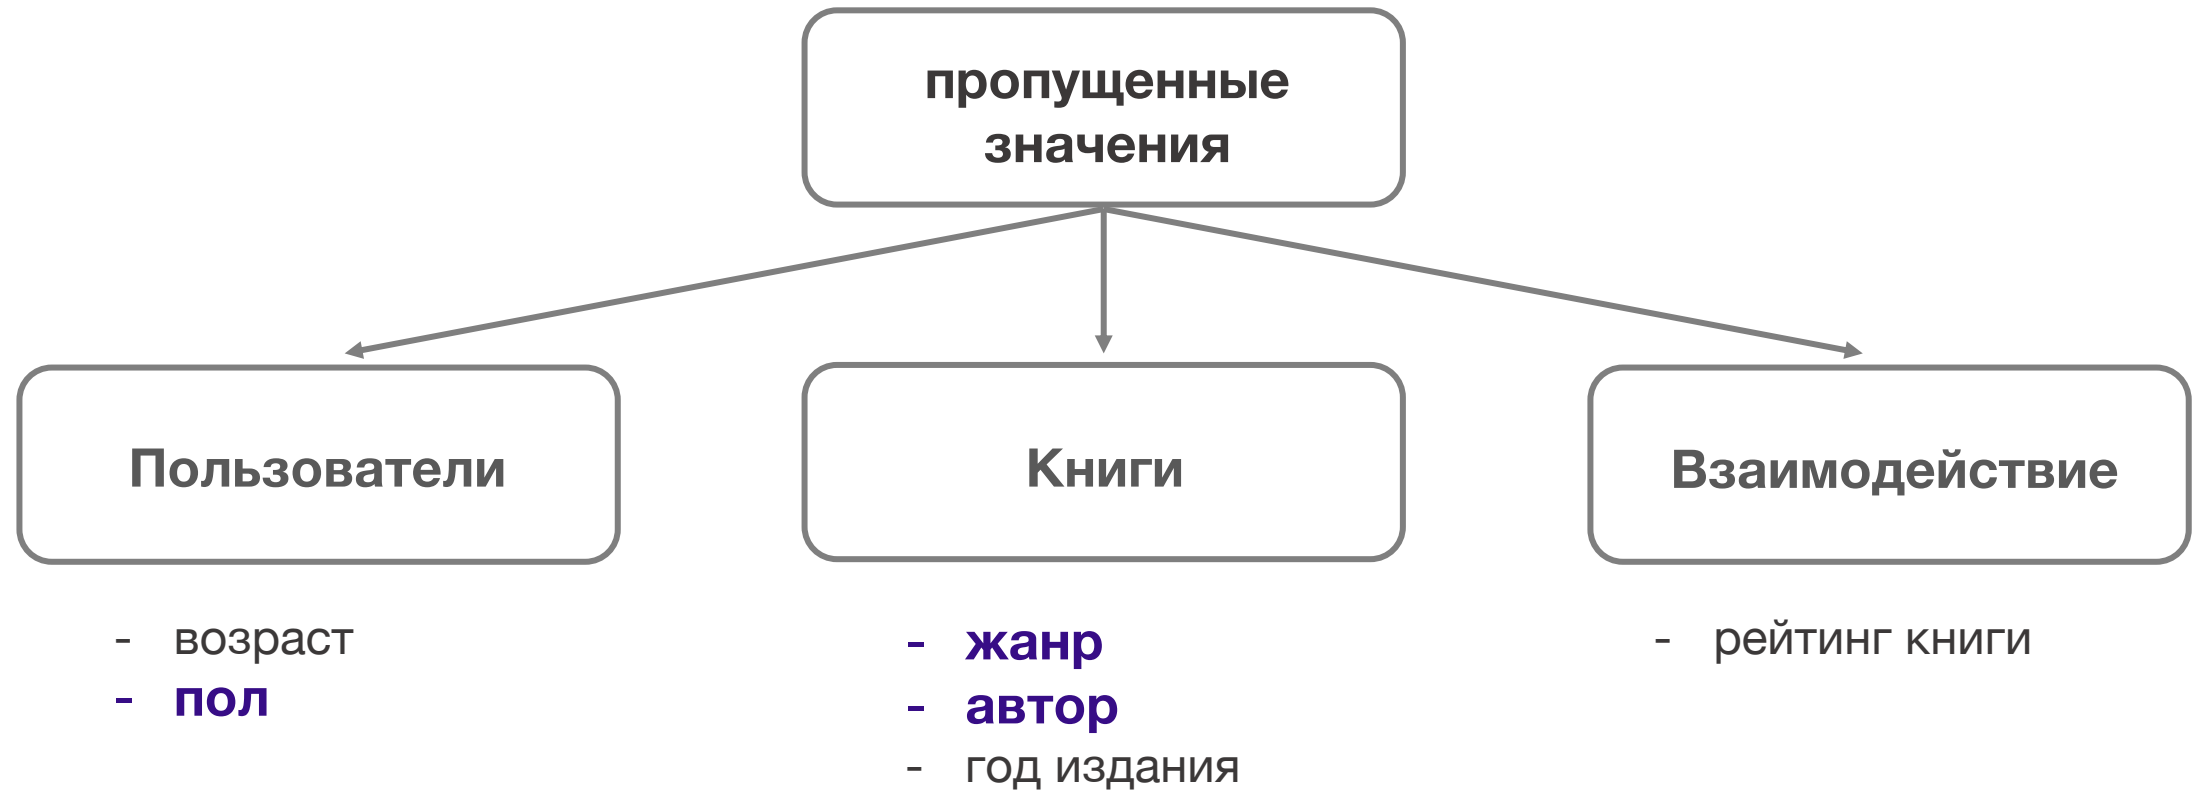 пропущенные
значения
Пользователи
Книги
Взаимодействие
- возраст
- пол
- жанр
- автор
- год издания
- рейтинг книги